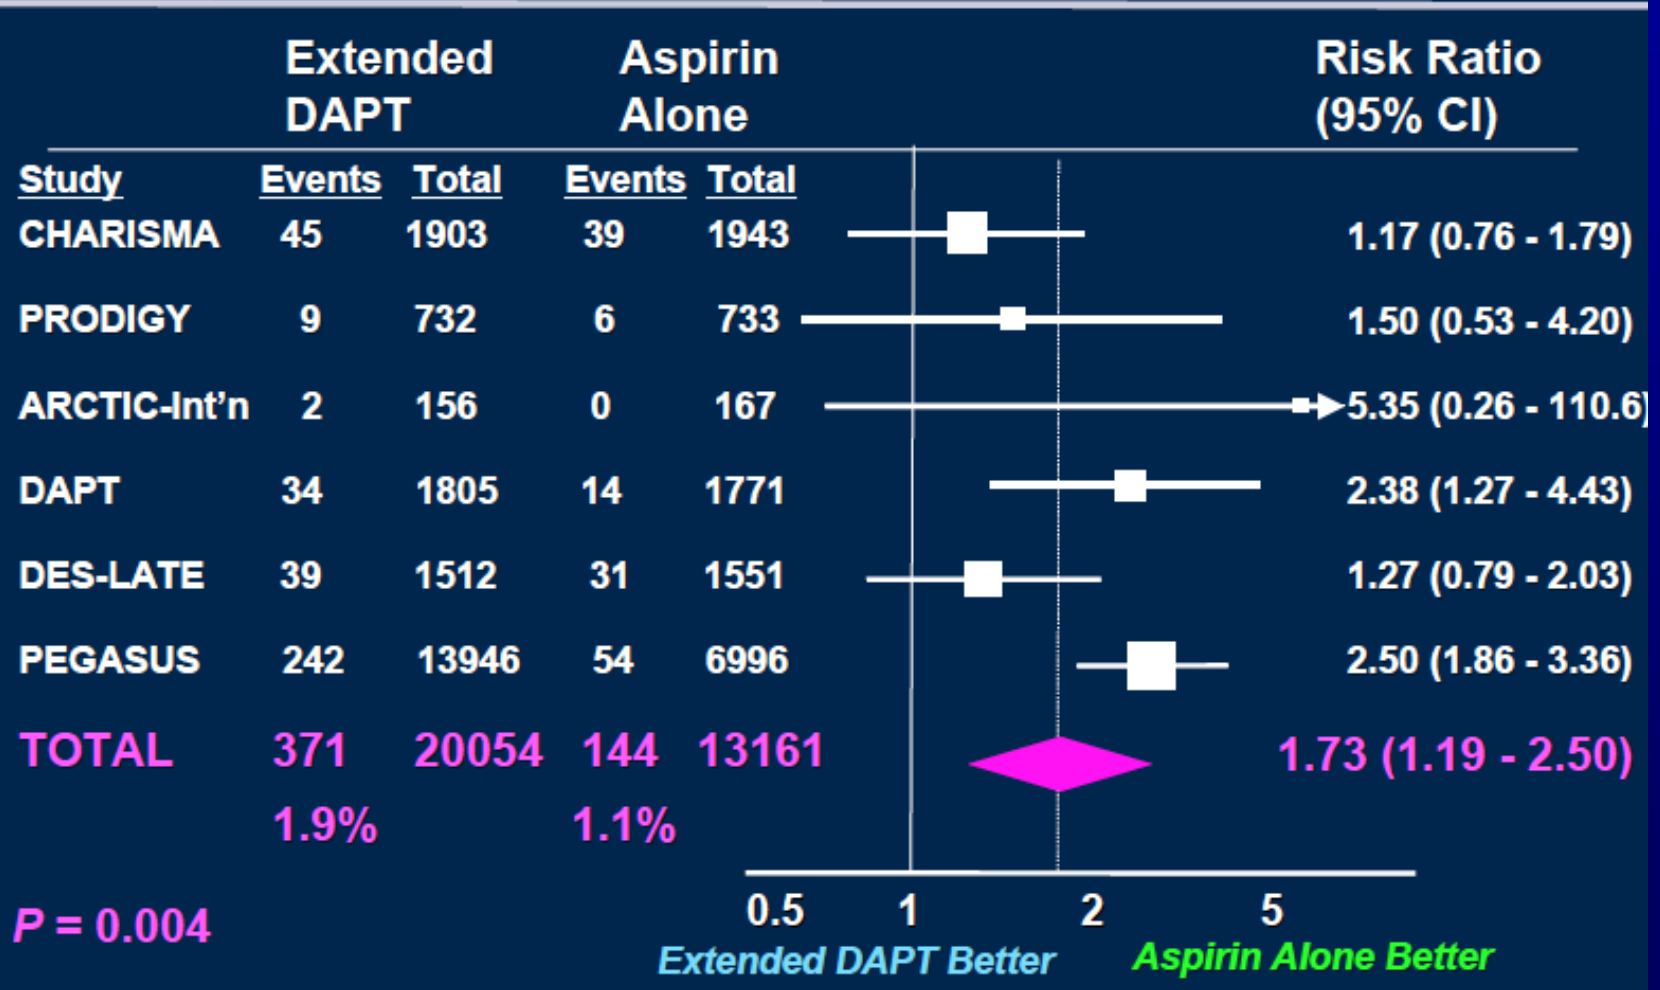 Extended DAPT Aspirin Alone Risk Ratio (95% CI)
Study Events Total Events Total
CHARISMA 45 1903 39 1943 1.17 (0.76 - 1.79)
PRODIGY 9 732 6 733 1.50 (0.53 - 4.20)
ARCTIC-Int’n 2 156 0 167 5.35 (0.26 - 110.6)
DAPT 34 1805 14 1771 2.38 (1.27 - 4.43)
DES-LATE 39 1512 31 1551 1.27 (0.79 - 2.03)
PEGASUS 242 13946 54 6996 2.50 (1.86 - 3.36)
TOTAL 371 20054 144 13161 1.73 (1.19 - 2.50)
1.9% 1.1%
P = 0.004
0.5 1 2 5
Extended DAPT Better Aspirin Alone Better